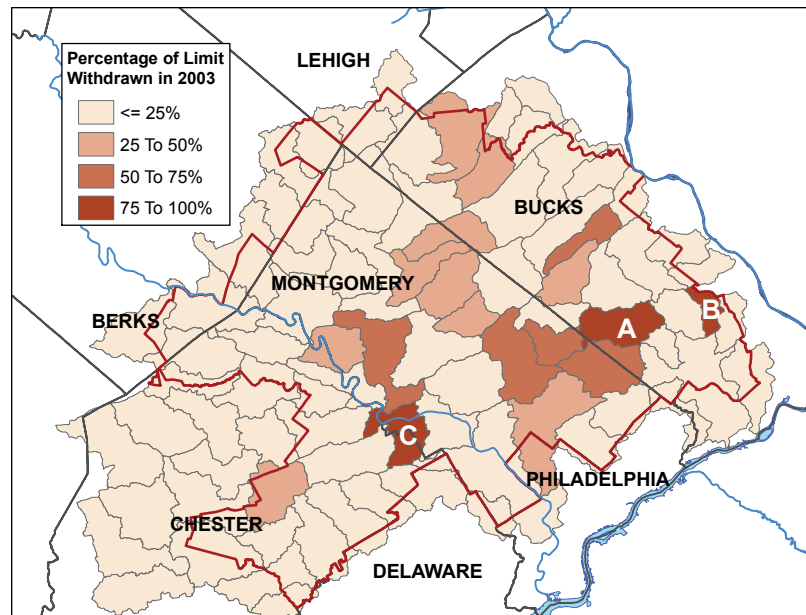 Percentage of Limit
Withdrawn in 2003
<= 25%
25 To 50%
50 To 75%
75 To 100%
LEHIGH
BUCKS
MONTGOMERY
BERKS
A
B
C
PHILADELPHIA
CHESTER
DELAWARE